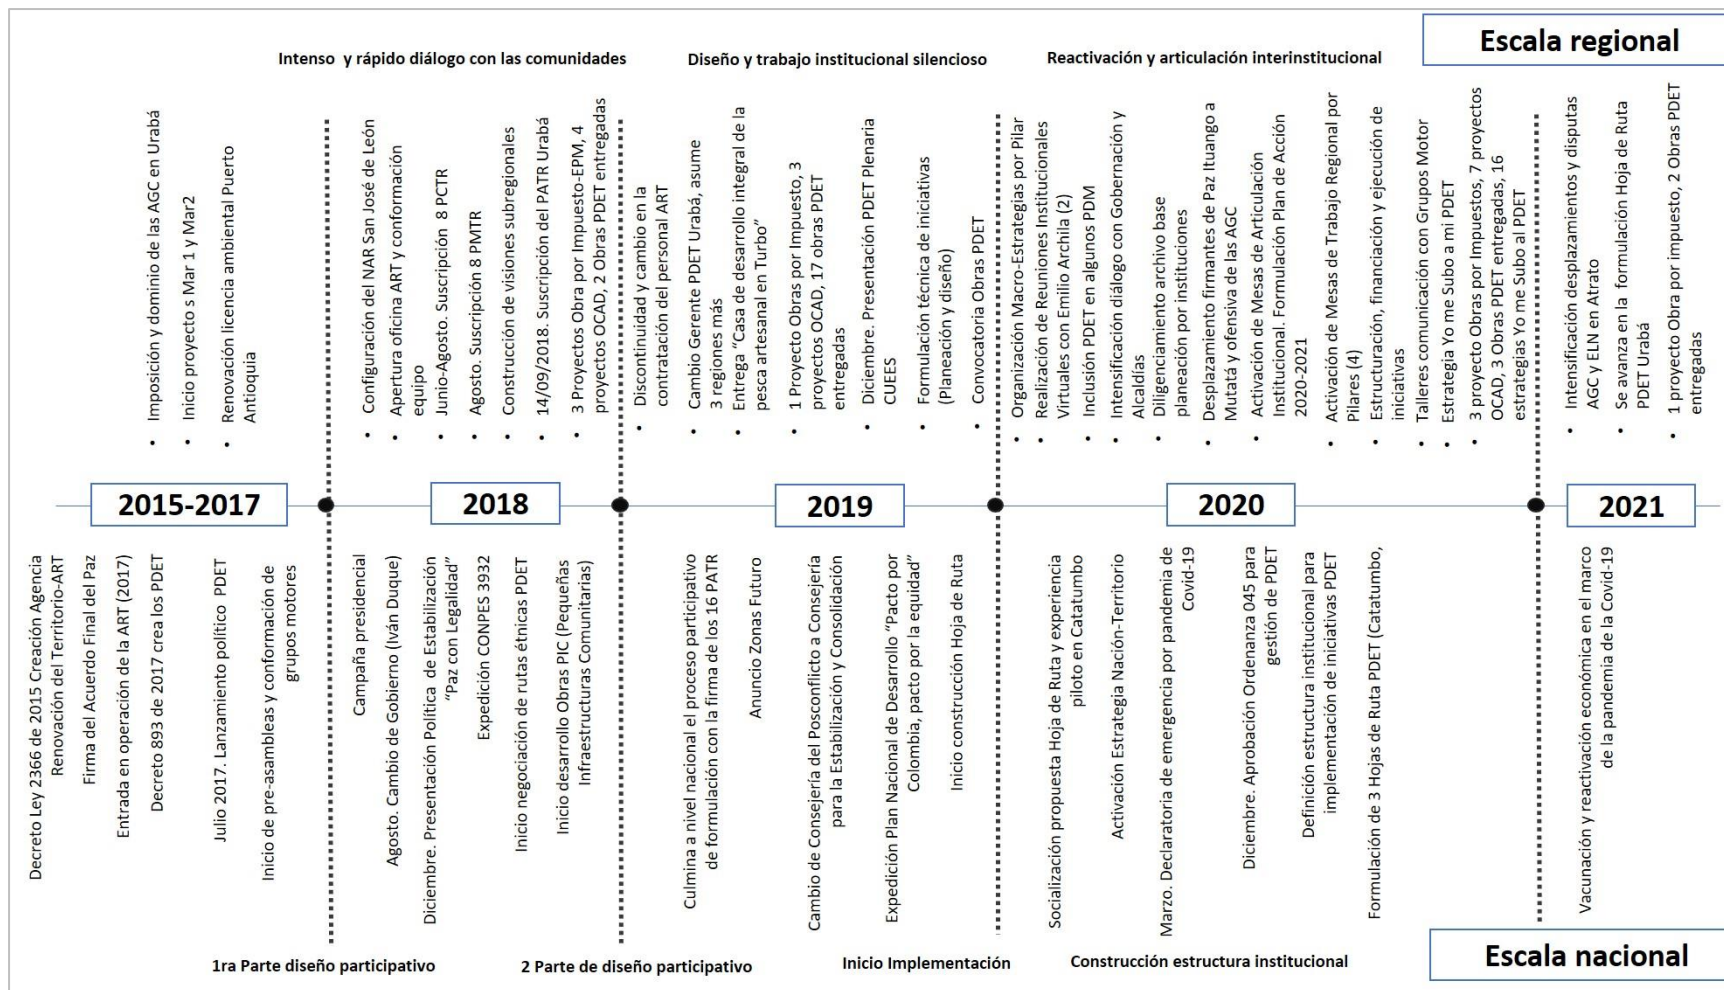 Escala regional
Intenso y rápido diálogo con las comunidades
Diseño y trabajo institucional silencioso
Reactivación y articulación interinstitucional
• Imposición y dominio de las AGC en Urabá
• Inicio proyecto s Mar 1 y Mar2
• Renovación licencia ambiental Puerto
Antioquia
• Configuración del NAR San José de León
• Apertura oficina ART y conformación
equipo
• Junio-Agosto. Suscripción 8 PCTR
• Agosto. Suscripción 8 PMTR
• Construcción de visiones subregionales
• 14/09/2018. Suscripción del PATR Urabá
• 3 Proyectos Obra por Impuesto-EPM, 4
proyectos OCAD, 2 Obras PDET entregadas
• Discontinuidad y cambio en la
contratación del personal ART
• Cambio Gerente PDET Urabá, asume
3 regiones más
• Entrega “Casa de desarrollo integral de la
pesca artesanal en Turbo”
• 1 Proyecto Obras por Impuesto, 3
proyectos OCAD, 17 obras PDET
entregadas
• Diciembre. Presentación PDET Plenaria
CUEES
• Formulación técnica de iniciativas
(Planeación y diseño)
• Convocatoria Obras PDET
• Organización Macro-Estrategias por Pilar
• Realización de Reuniones Institucionales
Virtuales con Emilio Archila (2)
• Inclusión PDET en algunos PDM
• Intensificación diálogo con Gobernación y
Alcaldías
• Diligenciamiento archivo base
planeación por instituciones
• Desplazamiento firmantes de Paz Ituango a
Mutatá y ofensiva de las AGC
• Activación de Mesas de Articulación
Institucional. Formulación Plan de Acción
2020-2021
• Activación de Mesas de Trabajo Regional por
Pilares (4)
• Estructuración, financiación y ejecución de
iniciativas
• Talleres comunicación con Grupos Motor
• Estrategia Yo me Subo a mi PDET
• 3 proyecto Obras por Impuestos, 7 proyectos
OCAD, 3 Obras PDET entregadas, 16
estrategias Yo me Subo al PDET
• Intensificación desplazamientos y disputas
AGC y ELN en Atrato
• Se avanza en la formulación Hoja de Ruta
PDET Urabá
• 1 proyecto Obra por impuesto, 2 Obras PDET
entregadas
2015-2017
2018
2019
2020
2021
Decreto Ley 2366 de 2015 Creación Agencia
Renovación del Territorio-ART
Firma del Acuerdo Final del Paz
Entrada en operación de la ART (2017)
Decreto 893 de 2017 crea los PDET
Julio 2017. Lanzamiento político PDET
Inicio de pre-asambleas y conformación de
grupos motores
Campaña presidencial
Agosto. Cambio de Gobierno (Iván Duque)
Diciembre. Presentación Política de Estabilización
“Paz con Legalidad”
Expedición CONPES 3932
Inicio negociación de rutas étnicas PDET
Inicio desarrollo Obras PIC (Pequeñas
Infraestructuras Comunitarias)
Culmina a nivel nacional el proceso participativo
de formulación con la firma de los 16 PATR
Anuncio Zonas Futuro
Cambio de Consejería del Posconflicto a Consejería
para la Estabilización y Consolidación
Expedición Plan Nacional de Desarrollo “Pacto por
Colombia, pacto por la equidad”
Inicio construcción Hoja de Ruta
Socialización propuesta Hoja de Ruta y experiencia
piloto en Catatumbo
Activación Estrategia Nación-Territorio
Marzo. Declaratoria de emergencia por pandemia de
Covid-19
Diciembre. Aprobación Ordenanza 045 para
gestión de PDET
Definición estructura institucional para
implementación de iniciativas PDET
Formulación de 3 Hojas de Ruta PDET (Catatumbo,
Vacunación y reactivación económica en el marco
de la pandemia de la Covid-19
1ra Parte diseño participativo
2 Parte de diseño participativo
Inicio Implementación
Construcción estructura institucional
Escala nacional